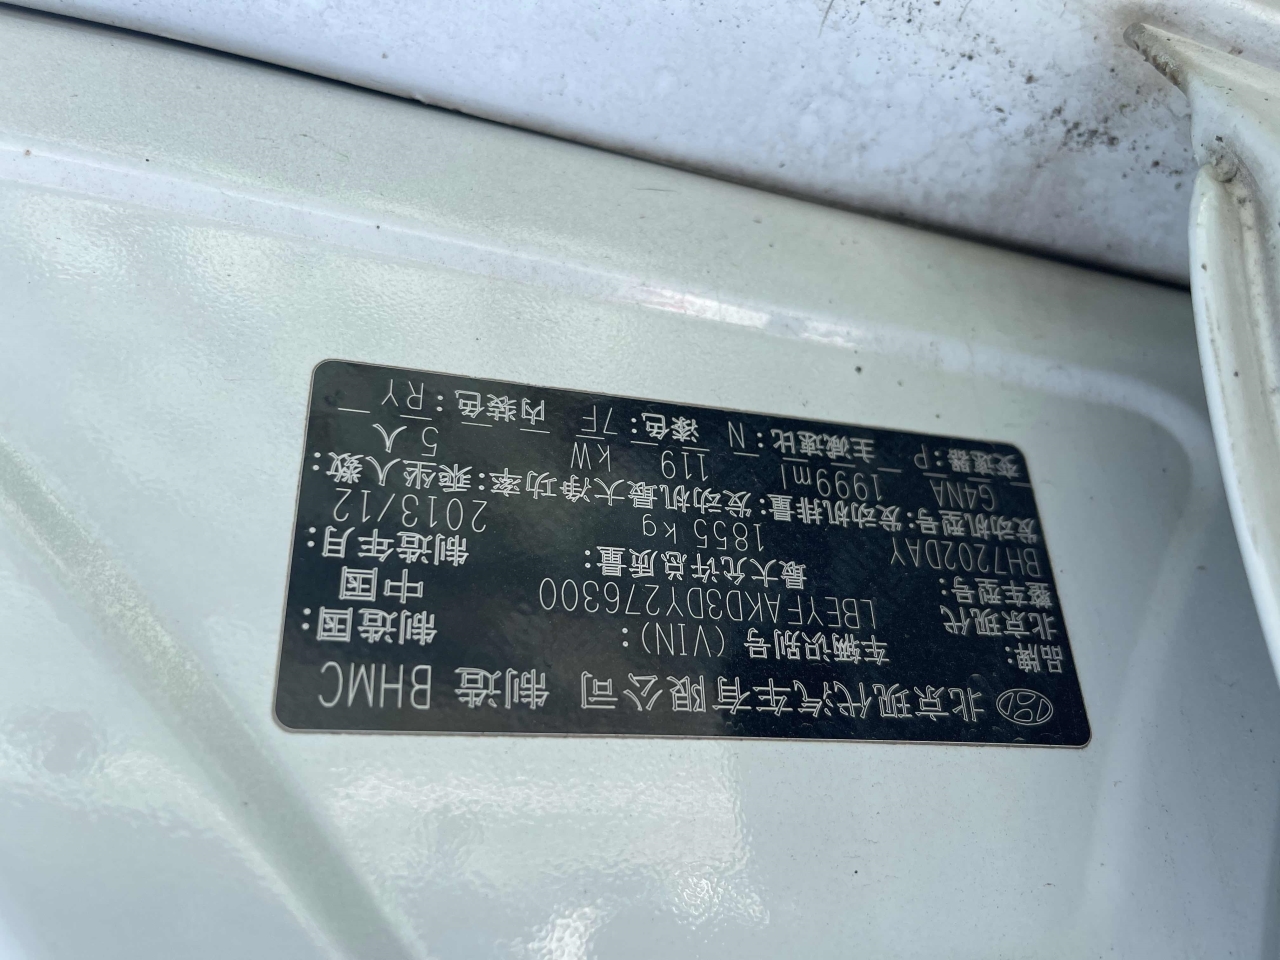 北京现代汽车有限公司 制造 BHMC
品牌: 北京现代 车辆识别号 (VIN): 制造国:
LBEYFAKD3DY276300 中国
整车型号: BH7202DAY 最大允许总质量: 1855kg 制造年月: 2013/12
发动机型号: 发动机排量: 发动机最大净功率: 乘坐人数:
G4NA 1999ml 119 kW 5 人
变速器: P 主减速比: N 漆色: 7F 内装色: RY